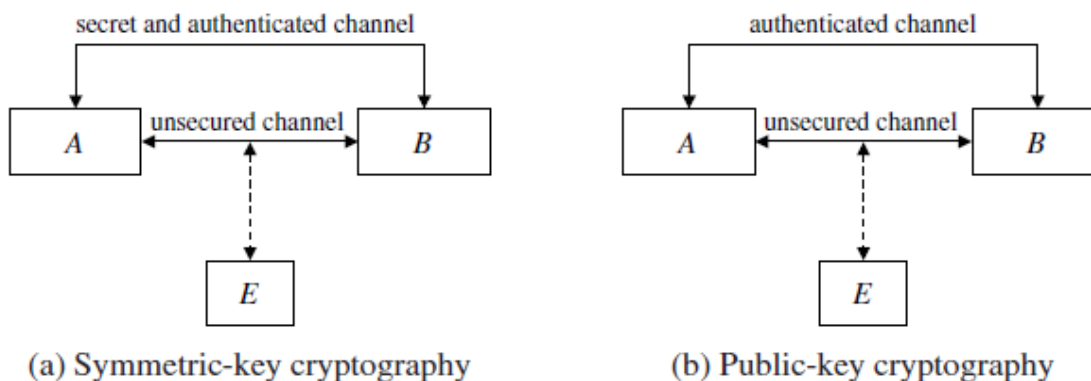 secret and authenticated channel
unsecured channel
A
B
E
(a) Symmetric-key cryptography
authenticated channel
unsecured channel
A
B
E
(b) Public-key cryptography